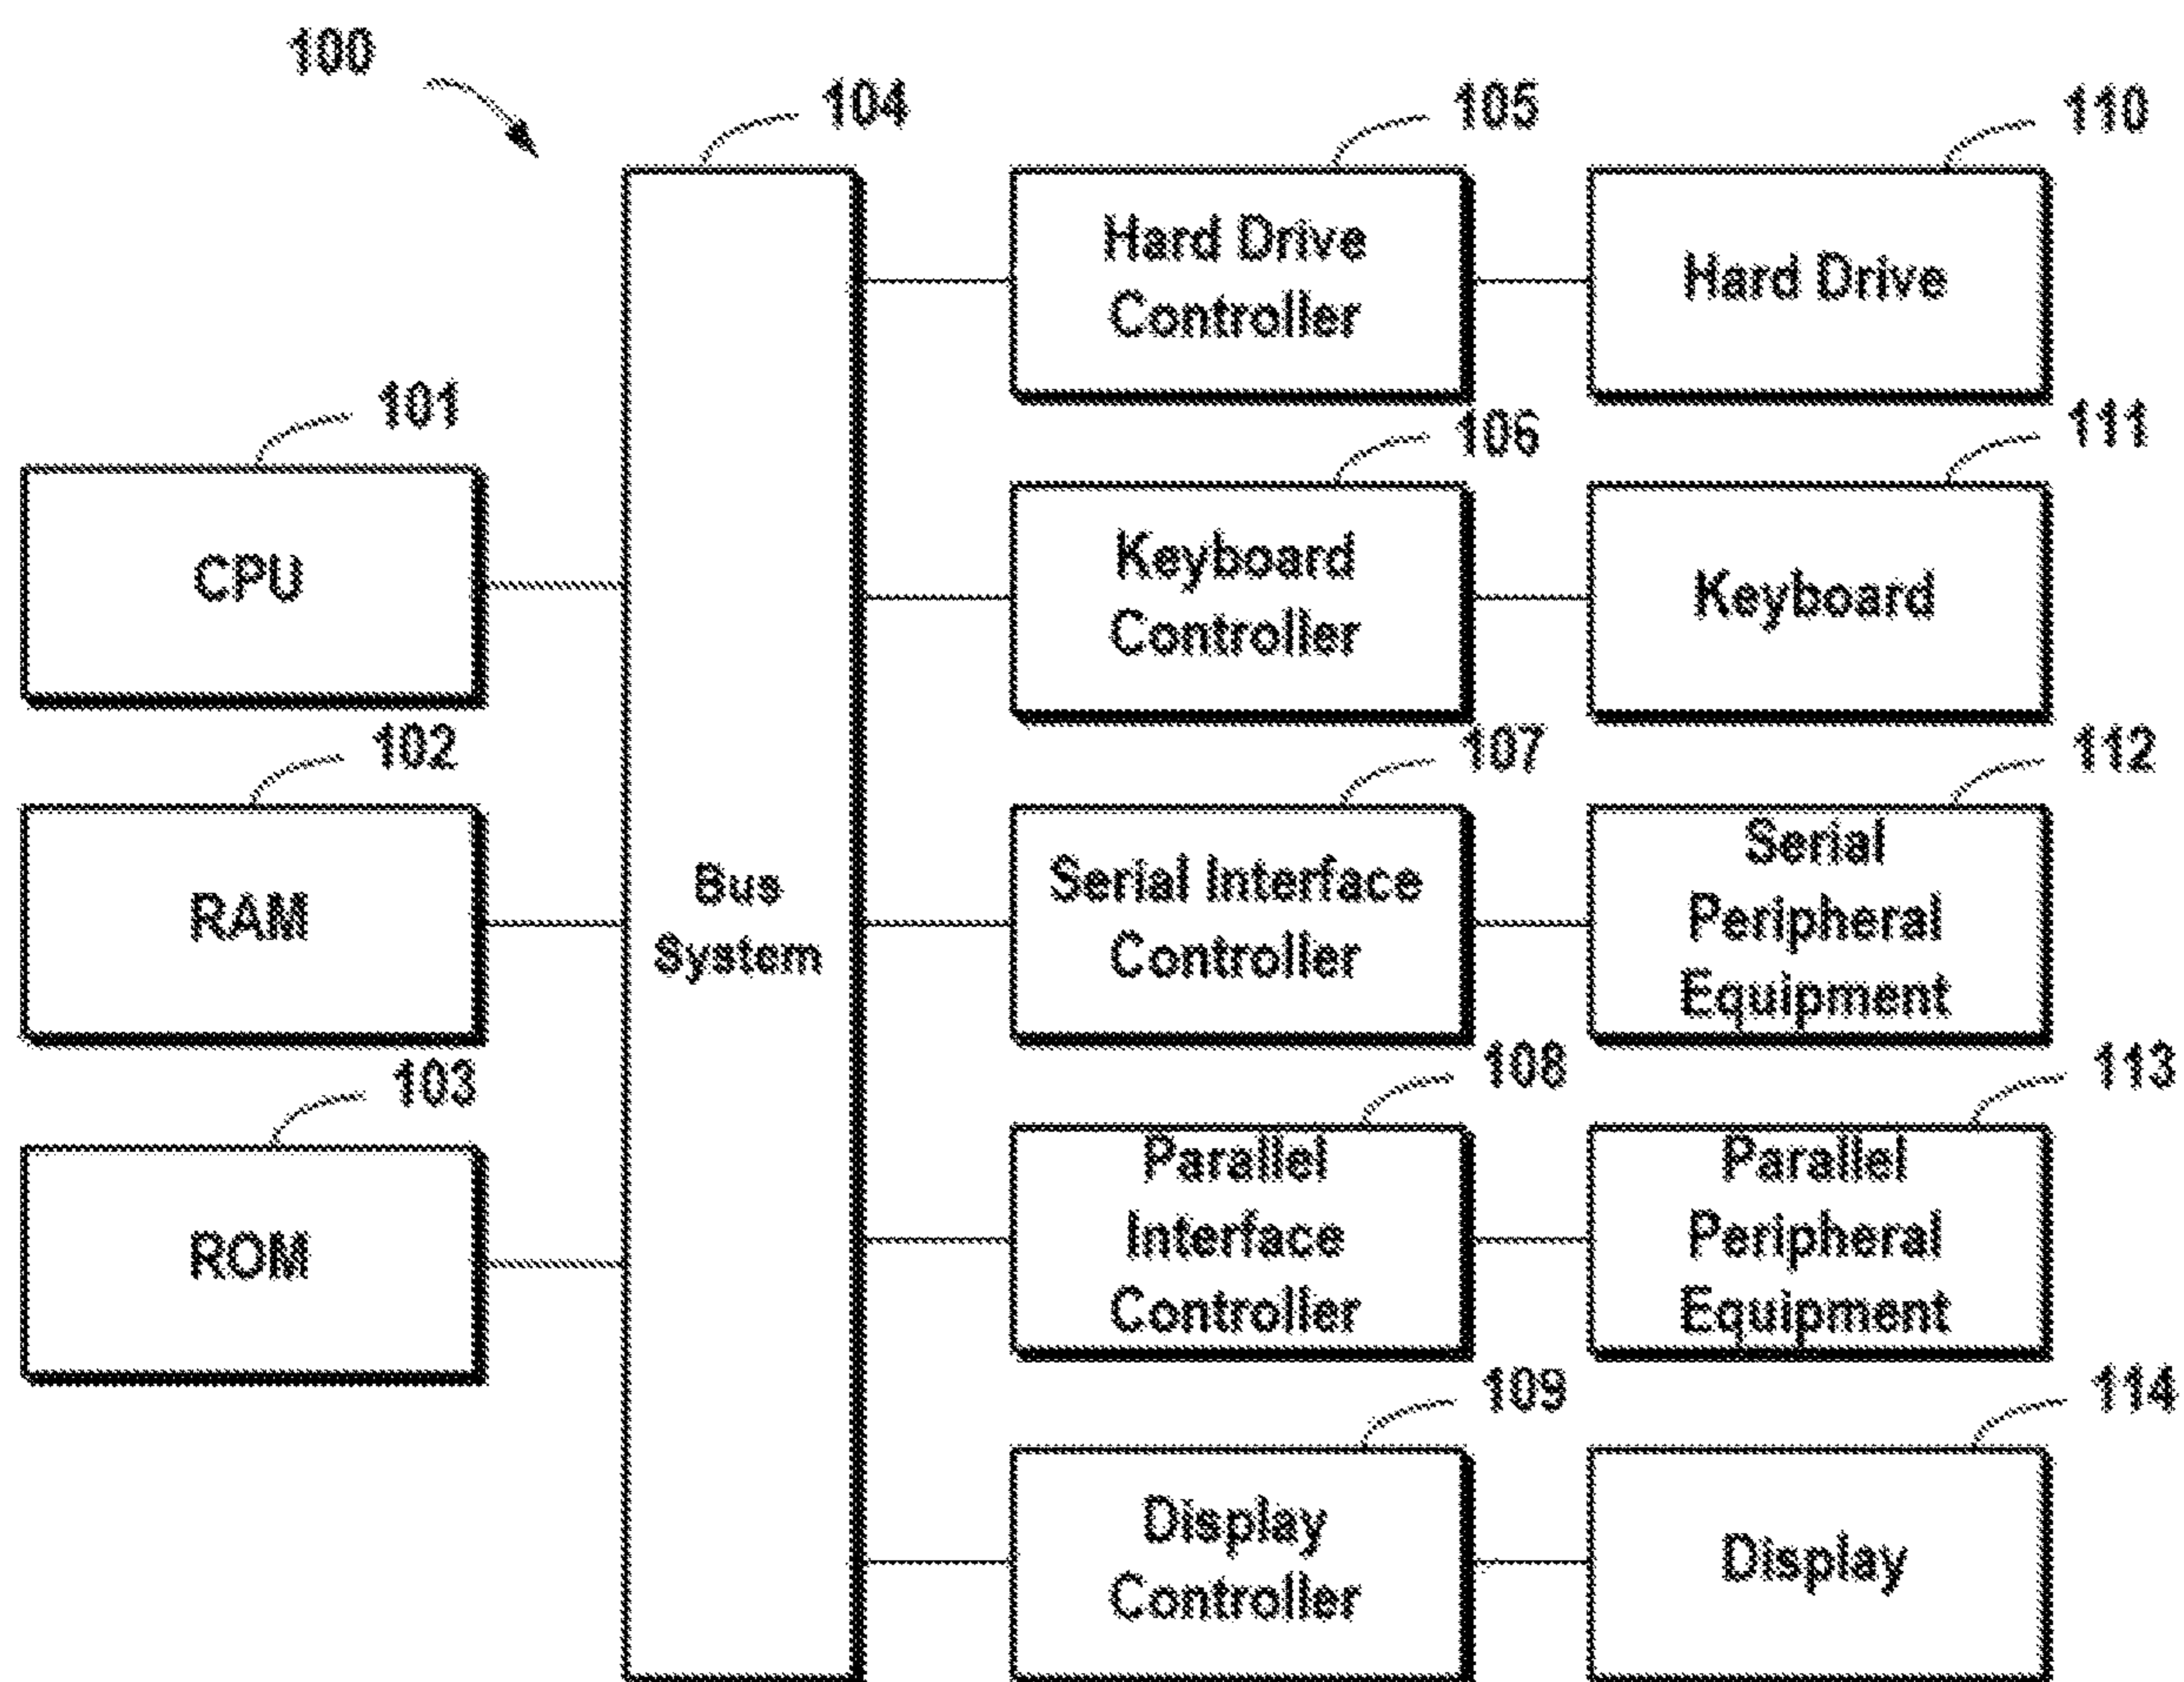 100
104
105
110
Hard Drive
Controller
Hard Drive
101
106
111
CPU
Keyboard
Controller
Keyboard
102
107
112
RAM
Bus
System
Serial Interface
Controller
Serial
Peripheral
Equipment
103
108
113
ROM
Parallel
Interface
Controller
Parallel
Peripheral
Equipment
109
114
Display
Controller
Display